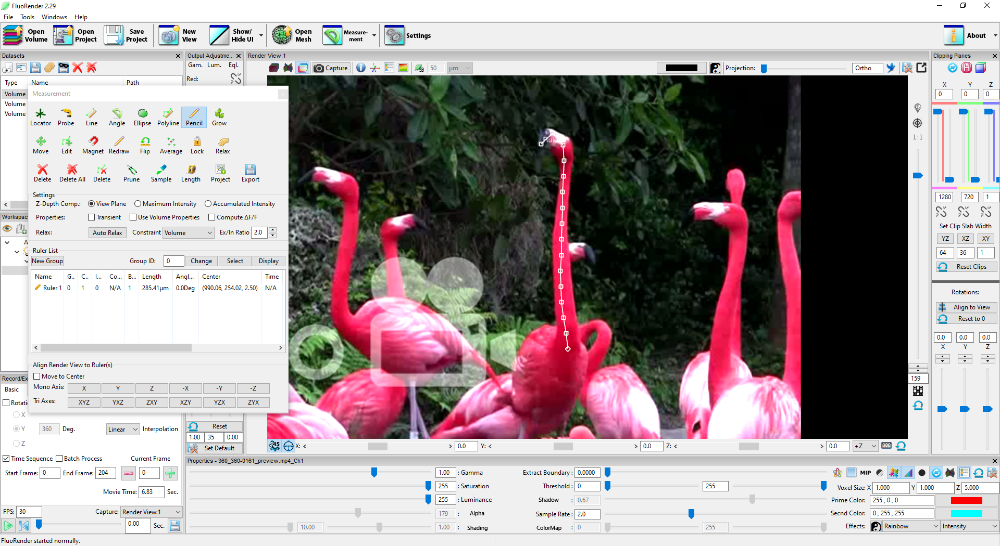 FluoRender 2.29
File Tools Windows Help
Open Volume
Open Project
Save Project
New View
Show/ Hide UI
Open Mesh
Measure-ment
Settings
About
Datasets
Type Name Path
Volume
Volume
Volume
Output Adjustme...
Gam. Lum. Eql.
Red:
Render View:1
Capture
50 µm
Projection:
Ortho
Clipping Planes
X Y Z
0 0 0
1:1
1280 720 1
Set Clip Slab Width
YZ XZ XY
64 36 1
Reset Clips
Rotations:
Align to View
Reset to 0
0.0 0.0 0.0
X Y Z
159
Measurement
Locator Probe Line Angle Ellipse Polyline Pencil Grow
Move Edit Magnet Redraw Flip Average Lock Relax
Delete Delete All Delete Prune Sample Length Project Export
Settings
Z-Depth Comp.: View Plane Maximum Intensity Accumulated Intensity
Properties: Transient Use Volume Properties Compute ΔF/F
Relax: Auto Relax Constraint Volume Ex/In Ratio 2.0
Ruler List
New Group Group ID: 0 Change Select Display
Name G.. C.. I... Co... B... Length Angl... Center Time
Ruler 1 0 1 0 N/A 1 285.41µm 0.0Deg (990.06, 254.02, 2.50) N/A
Align Render View to Ruler(s)
Move to Center
Mono Axis: X Y Z -X -Y -Z
Tri Axes: XYZ YXZ ZXY XZY YZX ZYX
Workspac
A
Record/Ex
Basic
Rotati
X
Y 360 Deg. Linear Interpolation
Z
Time Sequence Batch Process Current Frame
Start Frame: 0 End Frame: 204 0
Movie Time: 6.83 Sec.
FPS: 30 Capture: Render View:1
0.00 Sec.
Reset
1.00 35 0.00
Set Default
45 X: 0.0 Y: 0.0 Z: 0.0 +Z
Properties - 360_360-0161_preview.mp4_Ch1
1.00 : Gamma Extract Boundary : 0.0000 MIP
255 : Saturation Threshold : 0 255 Voxel Size: X 1.000 Y 1.000 Z 5.000
255 : Luminance Shadow : 0.67 Prime Color: 255 , 0 , 0
179 : Alpha Sample Rate : 2.0 Secnd Color: 0 , 255 , 255
10.00 1.00 : Shading ColorMap : 0 255 Effects: Rainbow Intensity
FluoRender started normally.